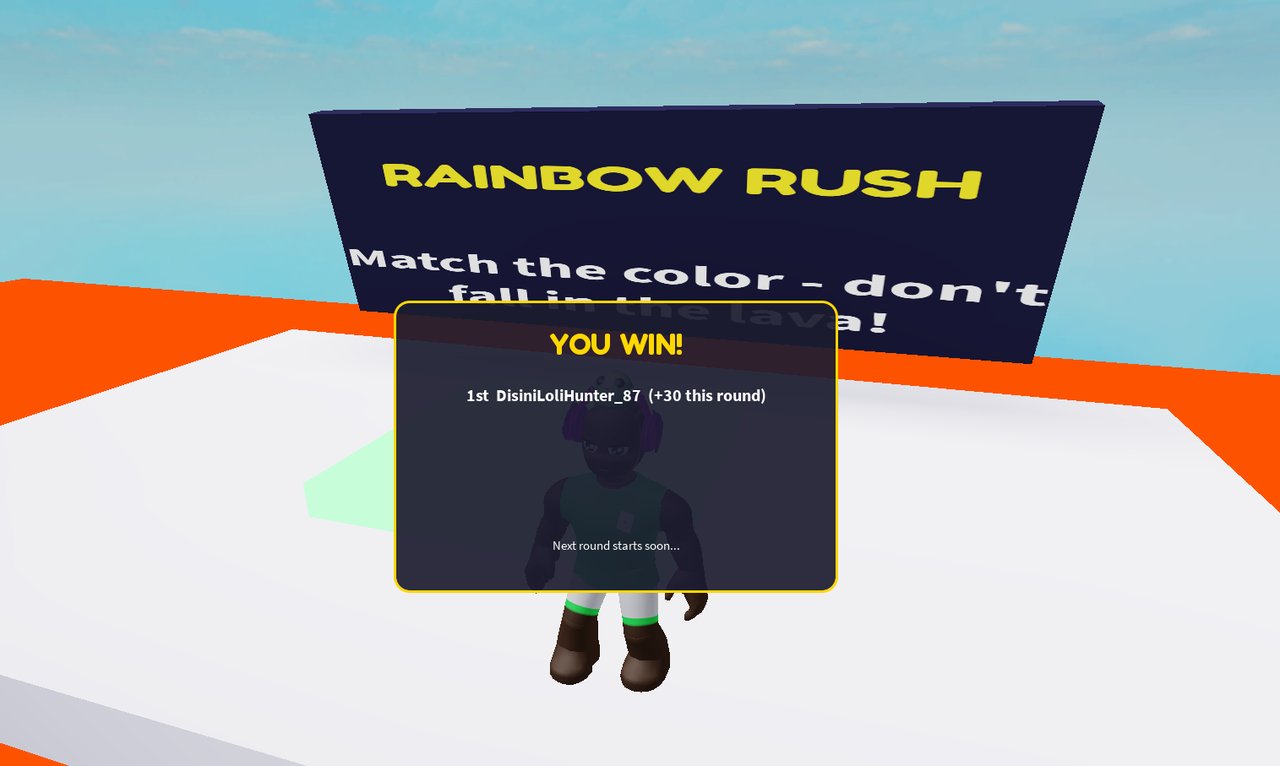 RAINBOW RUSH
Match the color - don't
fall in the lava!
YOU WIN!
1st DisiniLoliHunter_87 (+30 this round)
Next round starts soon...